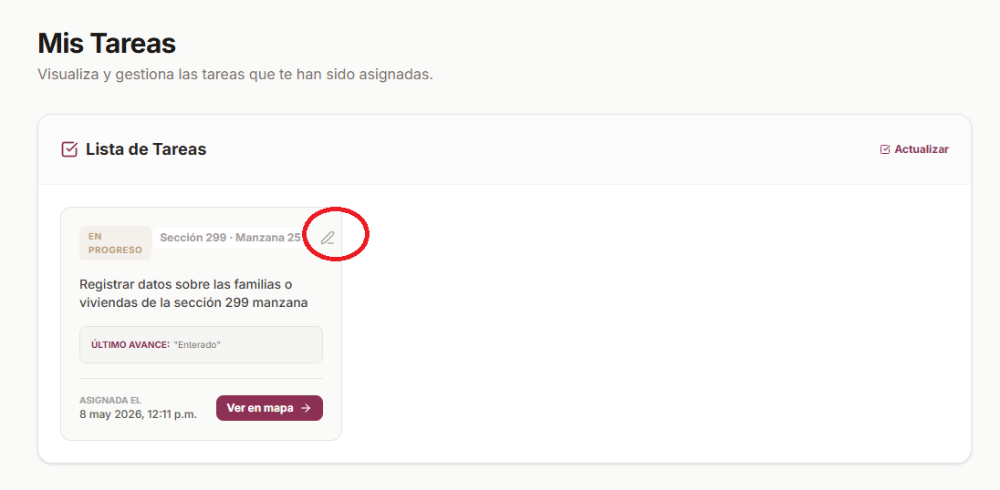 Mis Tareas
Visualiza y gestiona las tareas que te han sido asignadas.
Lista de Tareas
Actualizar
EN
PROGRESO
Sección 299 · Manzana 25
Registrar datos sobre las familias o
viviendas de la sección 299 manzana
ÚLTIMO AVANCE: "Enterado"
ASIGNADA EL
8 may 2026, 12:11 p.m.
Ver en mapa